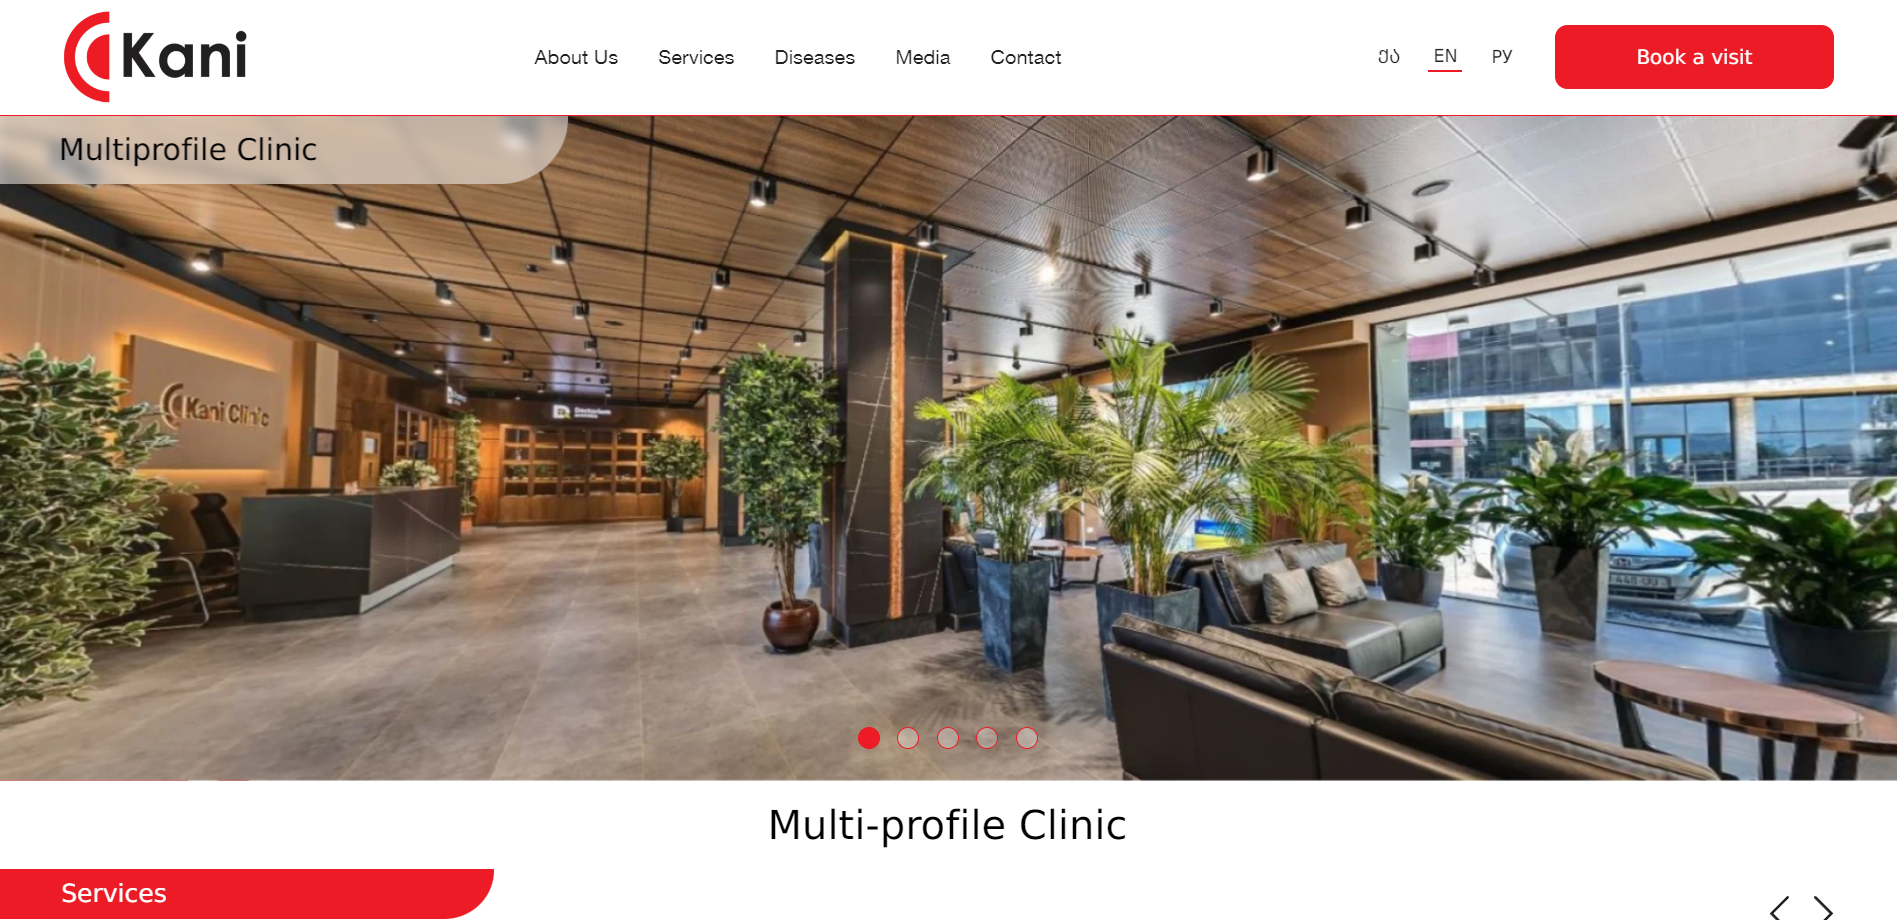 Kani
About Us
Services
Diseases
Media
Contact
ქა
EN
РУ
Book a visit
Multiprofile Clinic
Kani Clinic
Doctorium
Multi-profile Clinic
Services